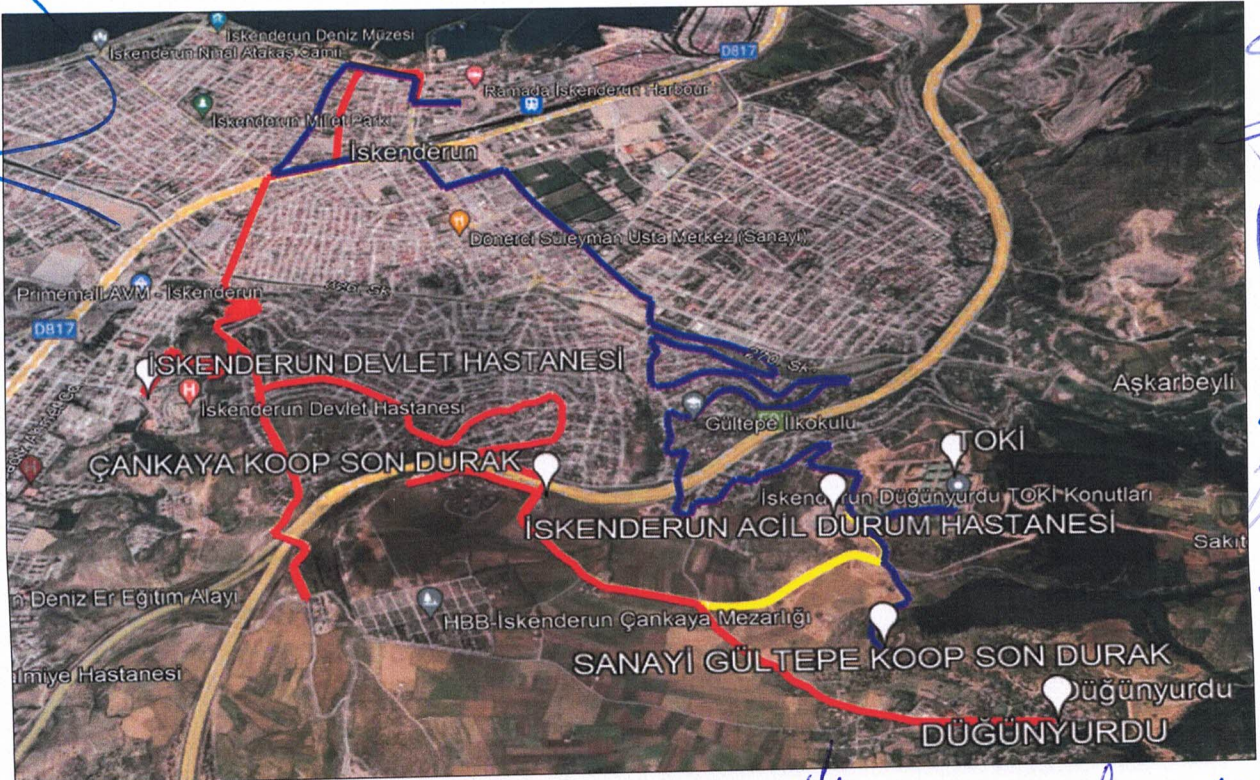 İskenderun Deniz Müzesi
İskenderun Nihal Atakaş Camii
D817
Ramada İskenderun Harbour
İskenderun Millet Parkı
İskenderun
Dönerci Süleyman Usta Merkez (Sanayi)
Primemall AVM - İskenderun
D817
İSKENDERUN DEVLET HASTANESİ
270. Sk.
Aşkarbeyli
İskenderun Devlet Hastanesi
Gültepe İlkokulu
TOKİ
ÇANKAYA KOOP SON DURAK
İskenderun Düğünyurdu TOKİ Konutları
İSKENDERUN ACİL DURUM HASTANESİ
Sakıt
n Deniz Er Eğitim Alayı
HBB-İskenderun Çankaya Mezarlığı
SANAYİ GÜLTEPE KOOP SON DURAK
almiye Hastanesi
Düğünyurdu
DÜĞÜNYURDU